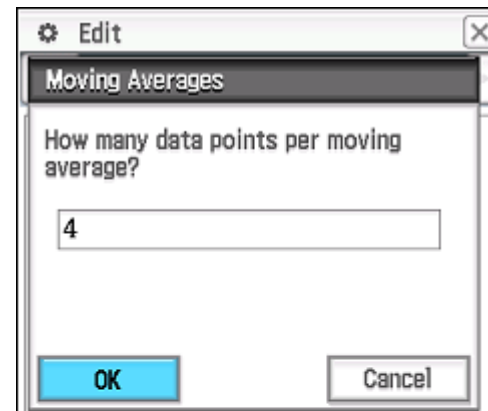 Edit
Moving Averages
How many data points per moving
average?
4
OK
Cancel